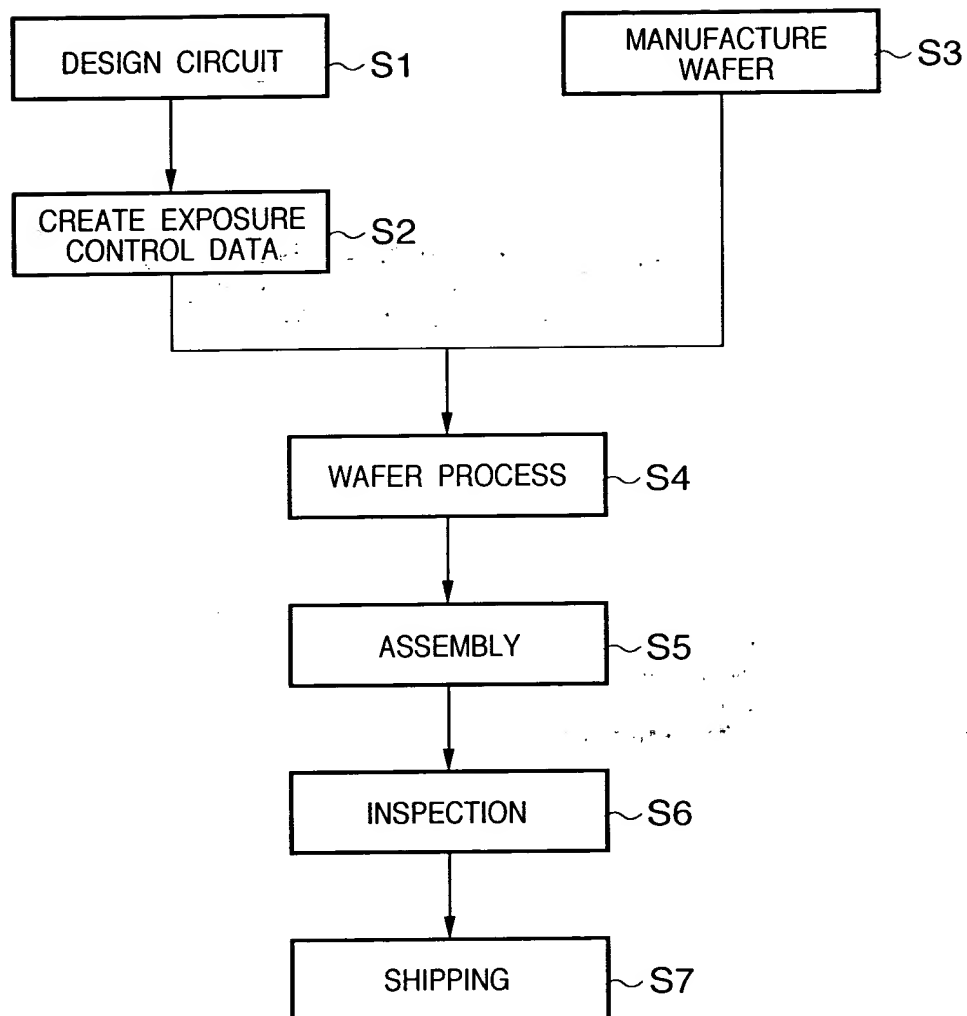 DESIGN CIRCUIT
S1
MANUFACTURE
WAFER
S3
CREATE EXPOSURE
CONTROL DATA
S2
WAFER PROCESS
S4
ASSEMBLY
S5
INSPECTION
S6
SHIPPING
S7